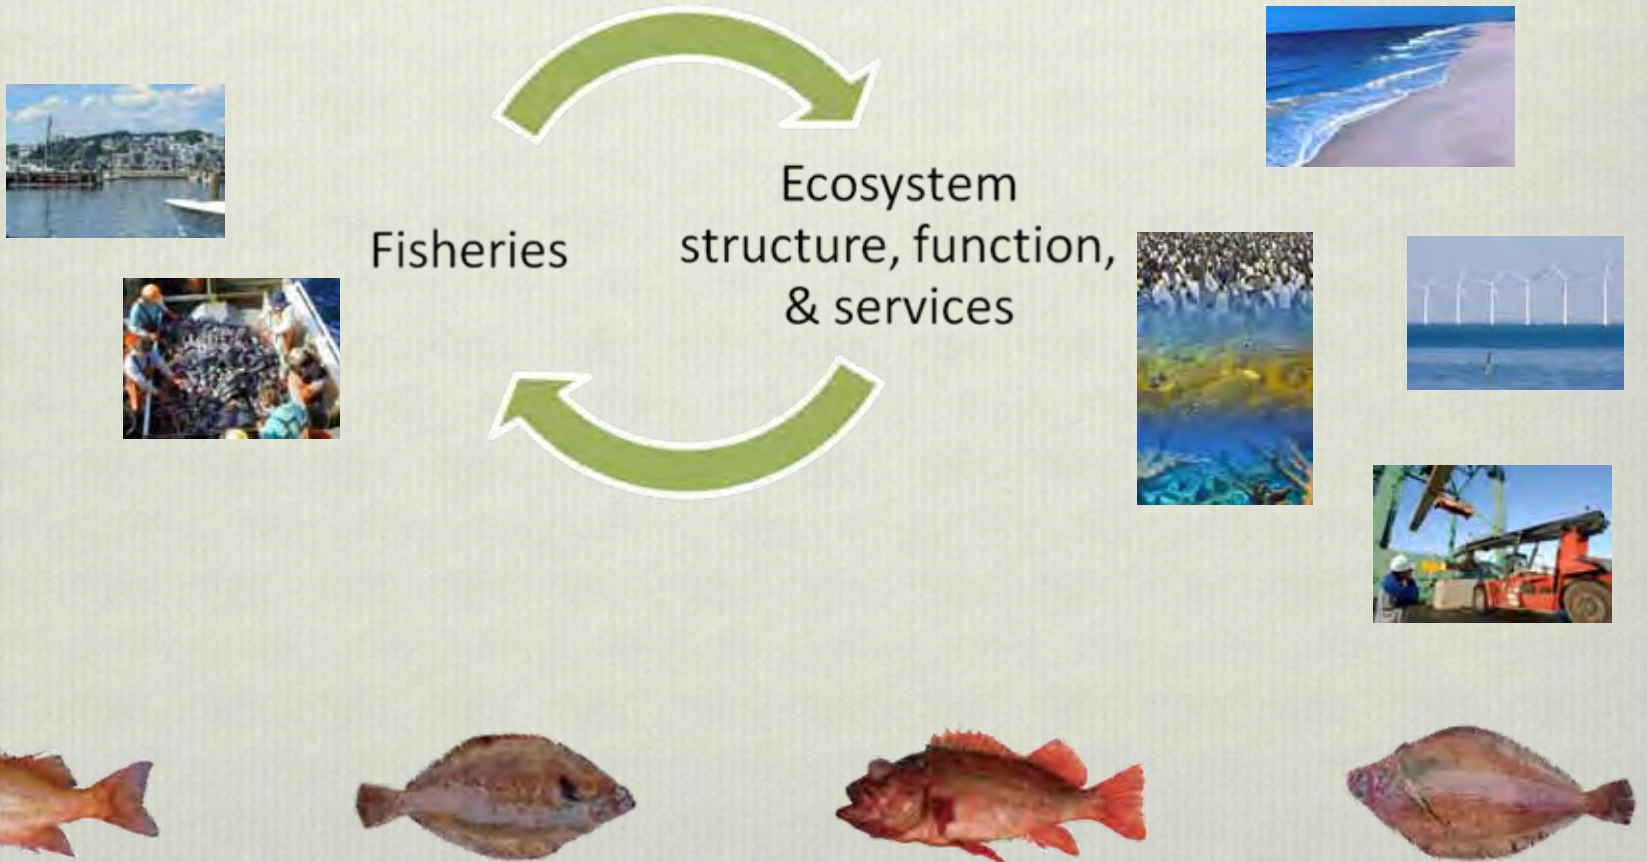 Fisheries
Ecosystem
structure, function,
& services